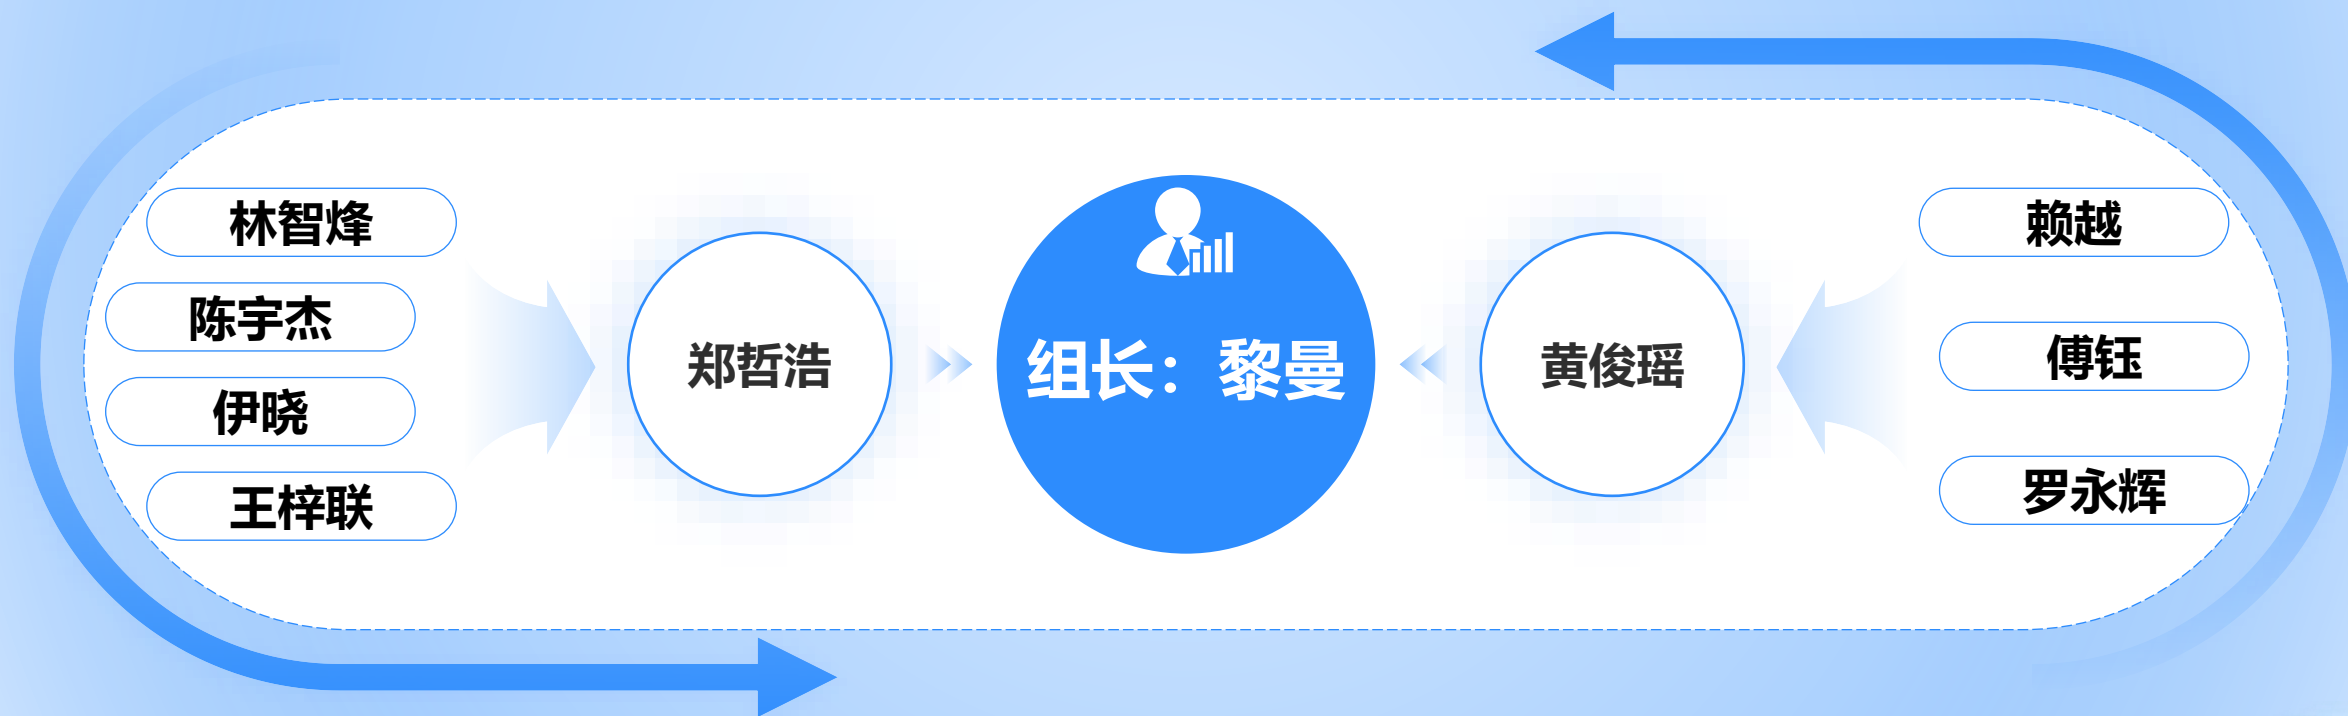 林智烽
陈宇杰
伊晓
王梓联
郑哲浩
组长：黎曼
黄俊瑶
赖越
傅钰
罗永辉